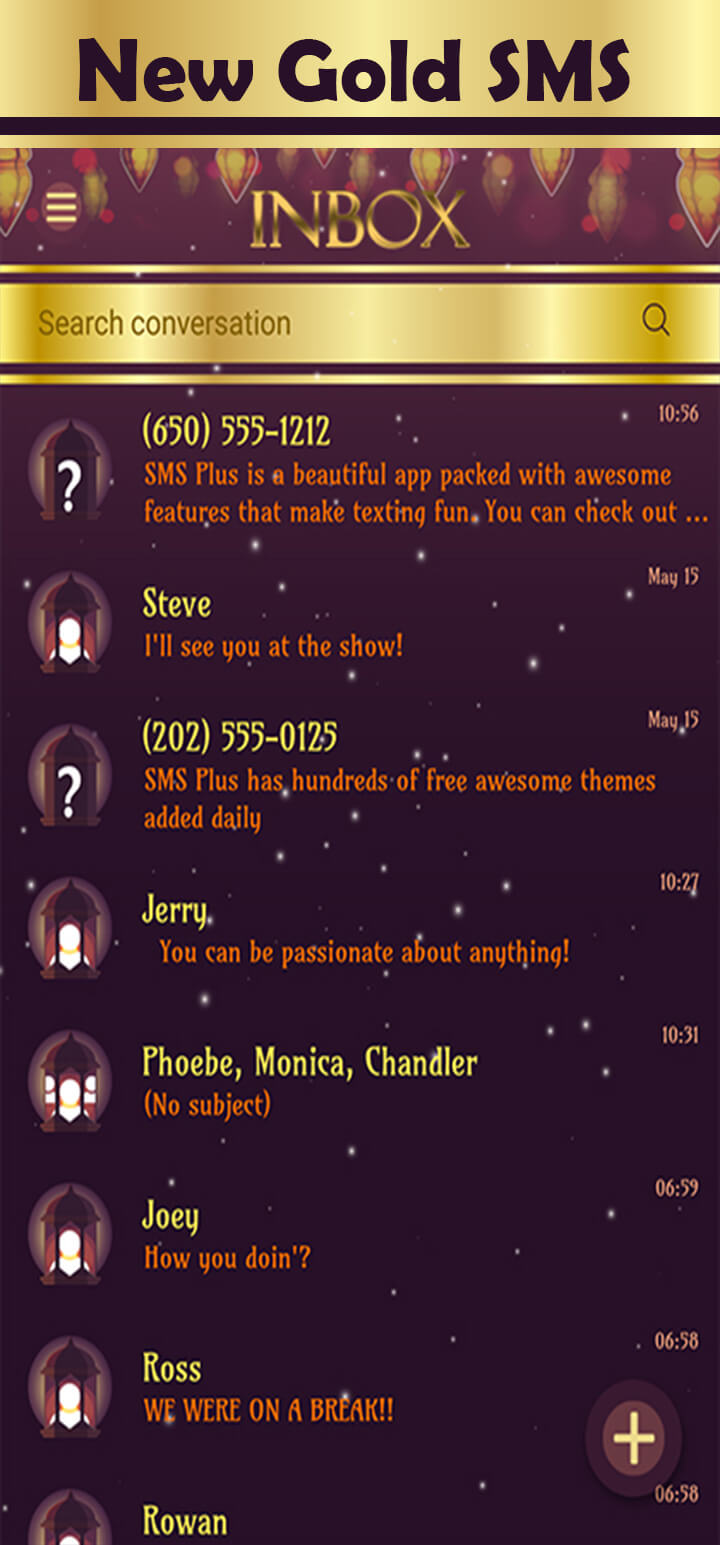 New Gold SMS
INBOX
Search conversation
(650) 555-1212
10:56
SMS Plus is a beautiful app packed with awesome
features that make texting fun. You can check out ...
Steve
May 15
I'll see you at the show!
(202) 555-0125
May 15
SMS Plus has hundreds of free awesome themes
added daily
Jerry
10:27
You can be passionate about anything!
Phoebe, Monica, Chandler
10:31
(No subject)
Joey
06:59
How you doin'?
Ross
06:58
WE WERE ON A BREAK!!
Rowan
06:58